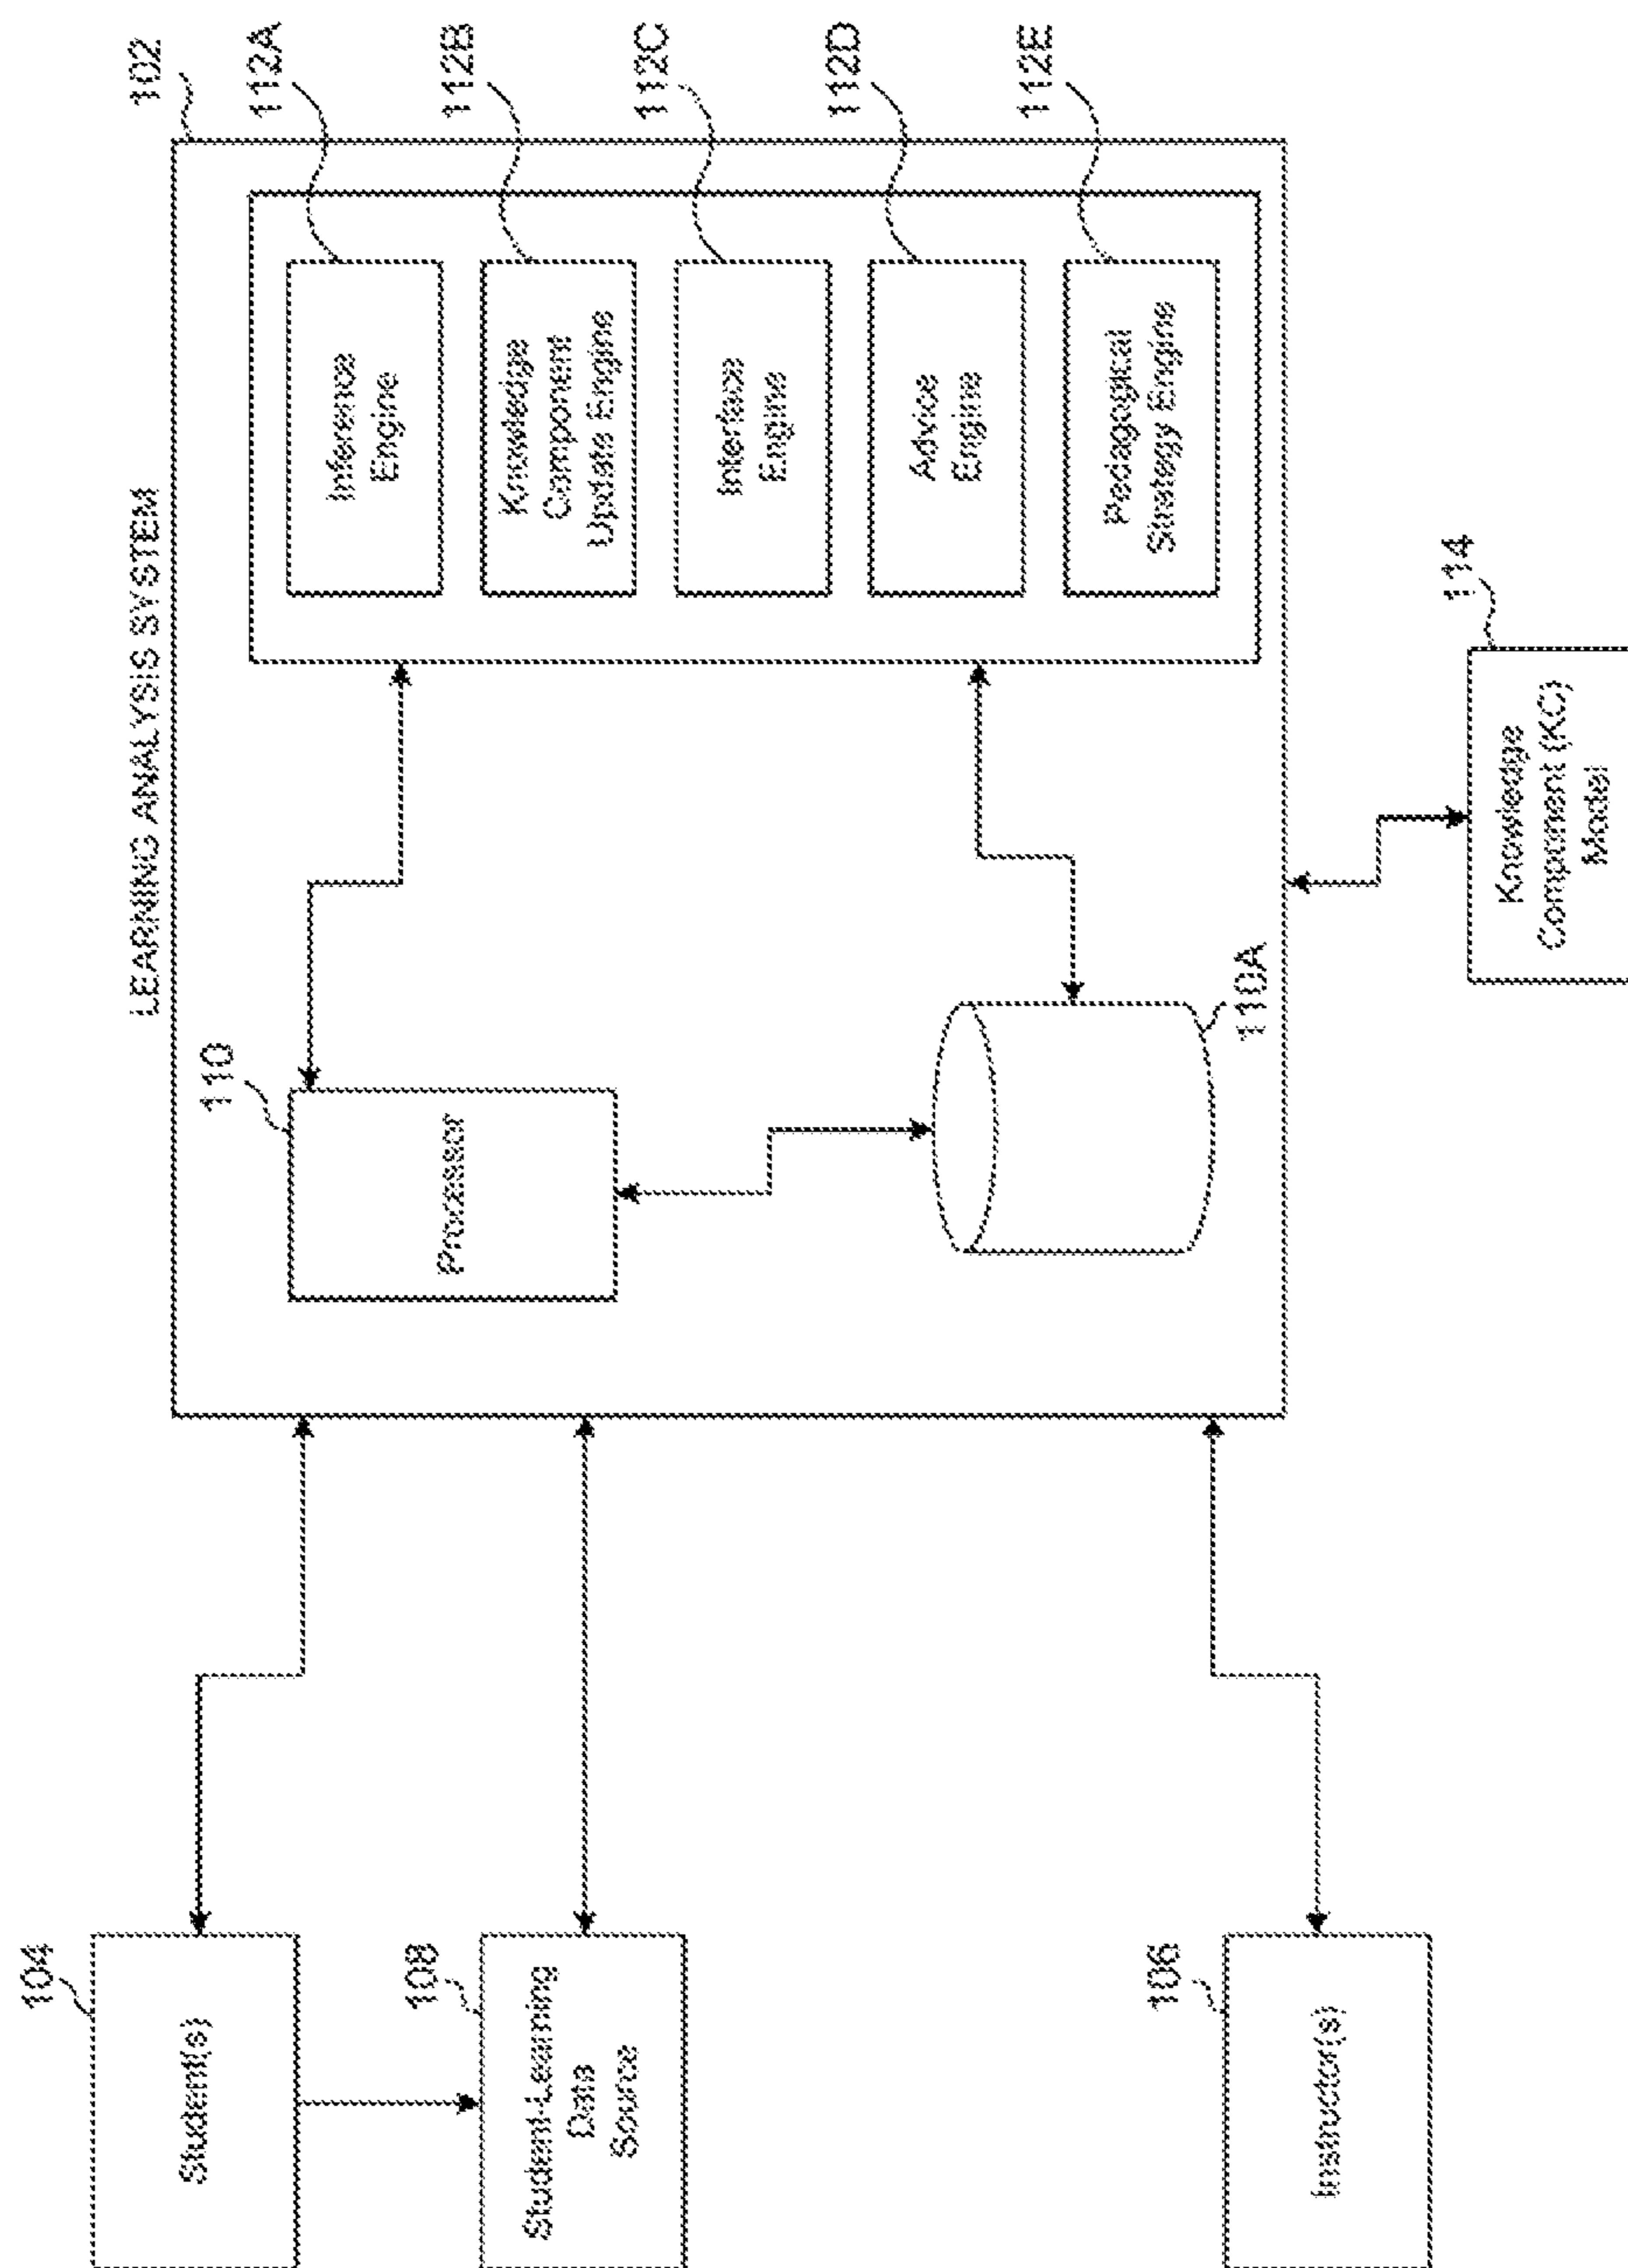 LEARNING ANALYSIS SYSTEM
102
104
Student(s)
108
Student-Learning
Data
Source
106
Instructor(s)
110
Processor
110A
112A
Inference
Engine
112B
Knowledge
Component
Update Engine
112C
Interface
Engine
112D
Advice
Engine
112E
Pedagogical
Strategy Engine
114
Knowledge
Component (KC)
Model